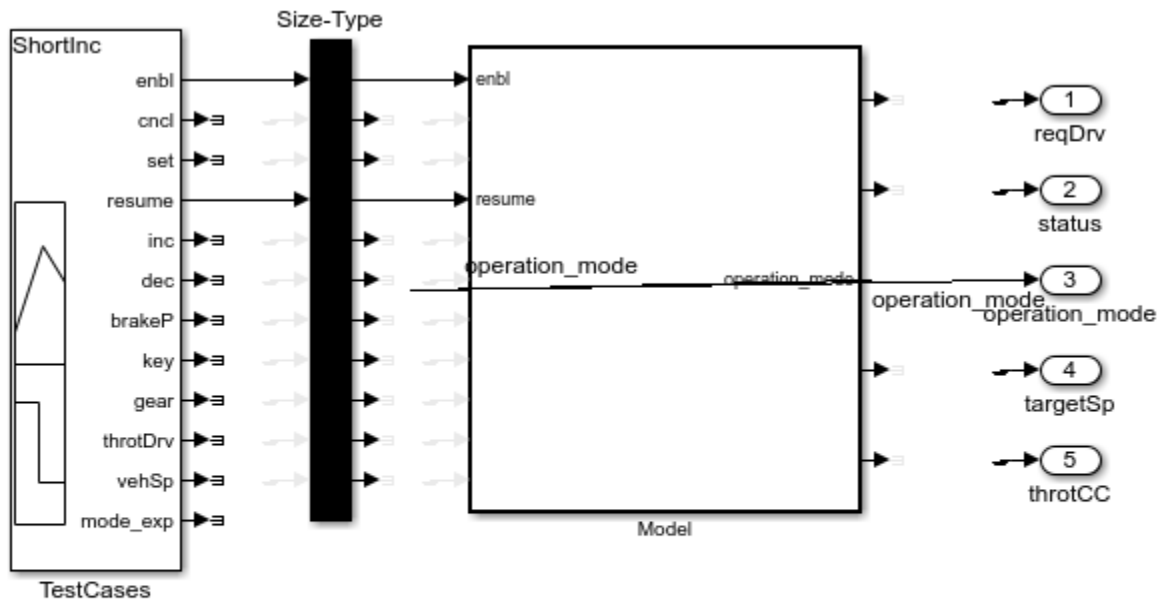 Size-Type
ShortInc
enbl
cncl
set
resume
inc
dec
brakeP
key
gear
throtDrv
vehSp
mode_exp
TestCases
enbl
resume
operation_mode
operation_mode
Model
operation_mode
1
reqDrv
2
status
3
operation_mode
4
targetSp
5
throtCC